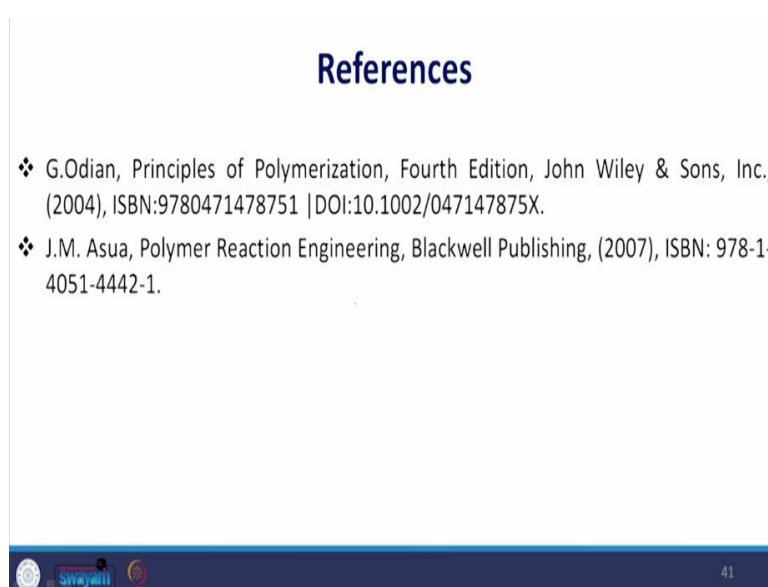 References
❖ G.Odian, Principles of Polymerization, Fourth Edition, John Wiley & Sons, Inc.
(2004), ISBN:9780471478751 |DOI:10.1002/047147875X.
❖ J.M. Asua, Polymer Reaction Engineering, Blackwell Publishing, (2007), ISBN: 978-1-
4051-4442-1.
swayam
41